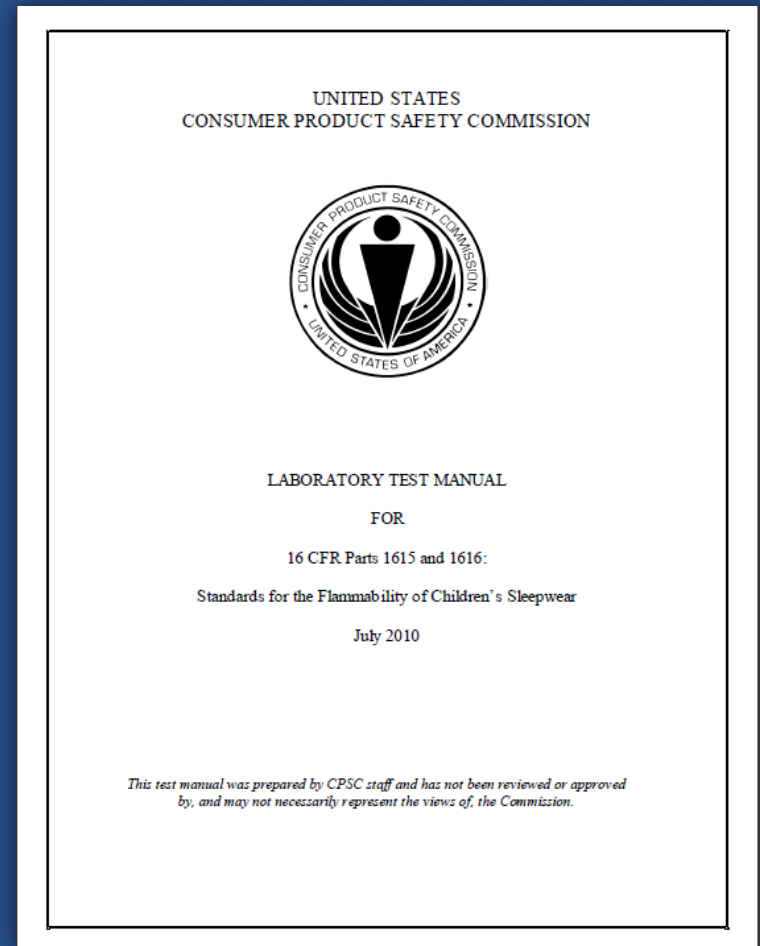 UNITED STATES
CONSUMER PRODUCT SAFETY COMMISSION
CONSUMER PRODUCT SAFETY COMMISSION
UNITED STATES OF AMERICA
LABORATORY TEST MANUAL
FOR
16 CFR Parts 1615 and 1616:
Standards for the Flammability of Children's Sleepwear
July 2010
This test manual was prepared by CPSC staff and has not been reviewed or approved
by, and may not necessarily represent the views of, the Commission.